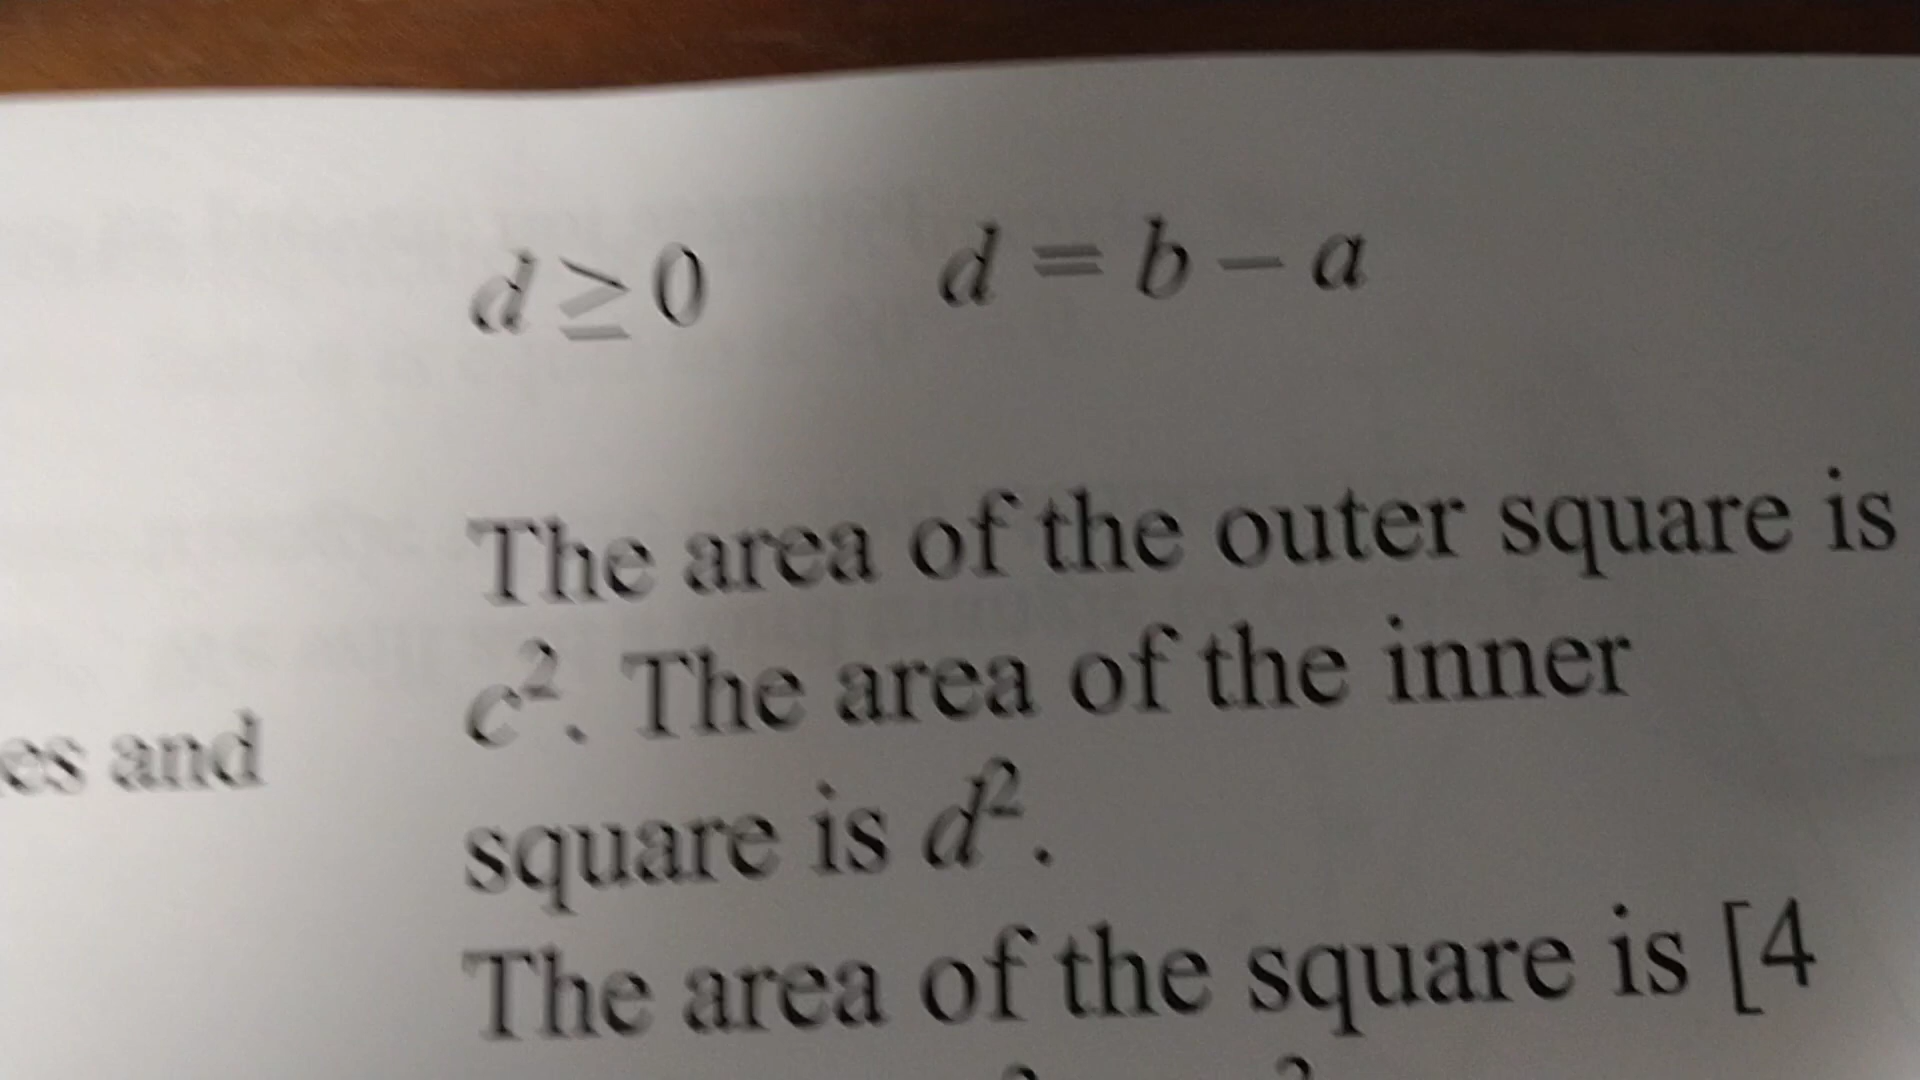 d ≥ 0 d = b – a
The area of the outer square is
c². The area of the inner
es and
square is d².
The area of the square is [4